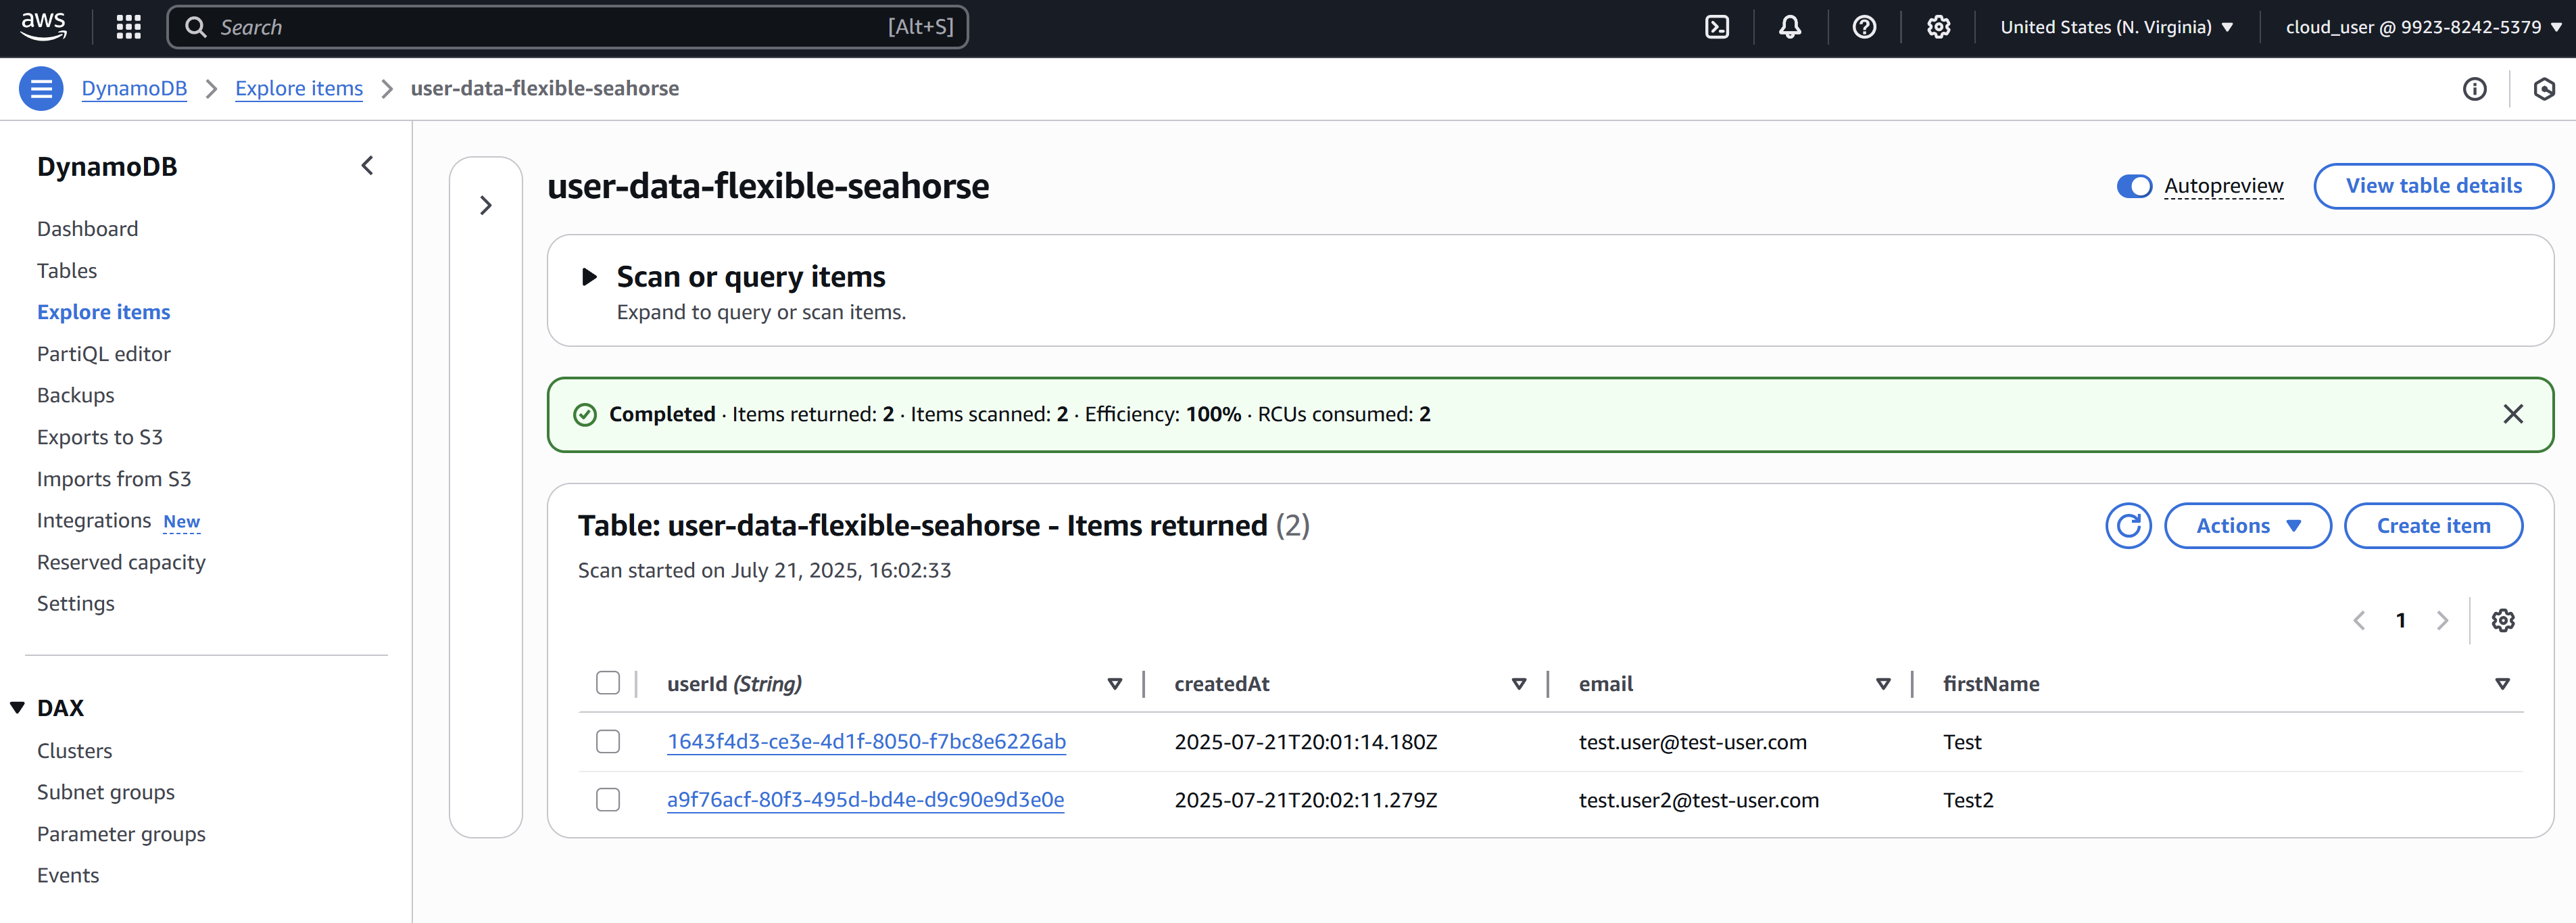 aws
Search [Alt+S]
United States (N. Virginia)
cloud_user @ 9923-8242-5379
DynamoDB
Explore items
user-data-flexible-seahorse
DynamoDB
Dashboard
Tables
Explore items
PartiQL editor
Backups
Exports to S3
Imports from S3
Integrations New
Reserved capacity
Settings
DAX
Clusters
Subnet groups
Parameter groups
Events
user-data-flexible-seahorse
Autopreview
View table details
Scan or query items
Expand to query or scan items.
Completed · Items returned: 2 · Items scanned: 2 · Efficiency: 100% · RCUs consumed: 2
Table: user-data-flexible-seahorse - Items returned (2)
Actions
Create item
Scan started on July 21, 2025, 16:02:33
1
userId (String) createdAt email firstName
1643f4d3-ce3e-4d1f-8050-f7bc8e6226ab 2025-07-21T20:01:14.180Z test.user@test-user.com Test
a9f76acf-80f3-495d-bd4e-d9c90e9d3e0e 2025-07-21T20:02:11.279Z test.user2@test-user.com Test2